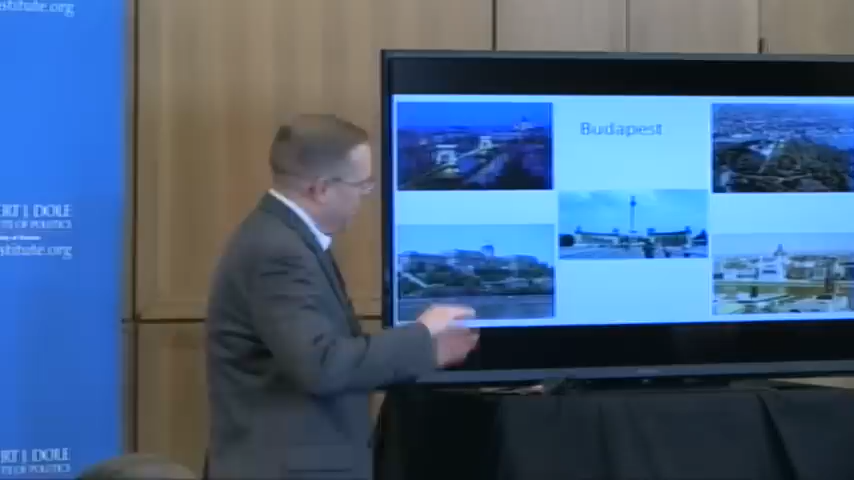 stitute.org
ERT J. DOLE
TE OF POLITICS
stitute.org
Budapest
ERT J. DOLE
TE OF POLITICS